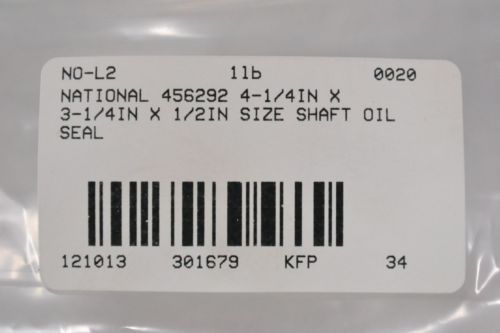 NO-L2 1lb 0020
NATIONAL 456292 4-1/4IN X
3-1/4IN X 1/2IN SIZE SHAFT OIL
SEAL
121013 301679 KFP 34